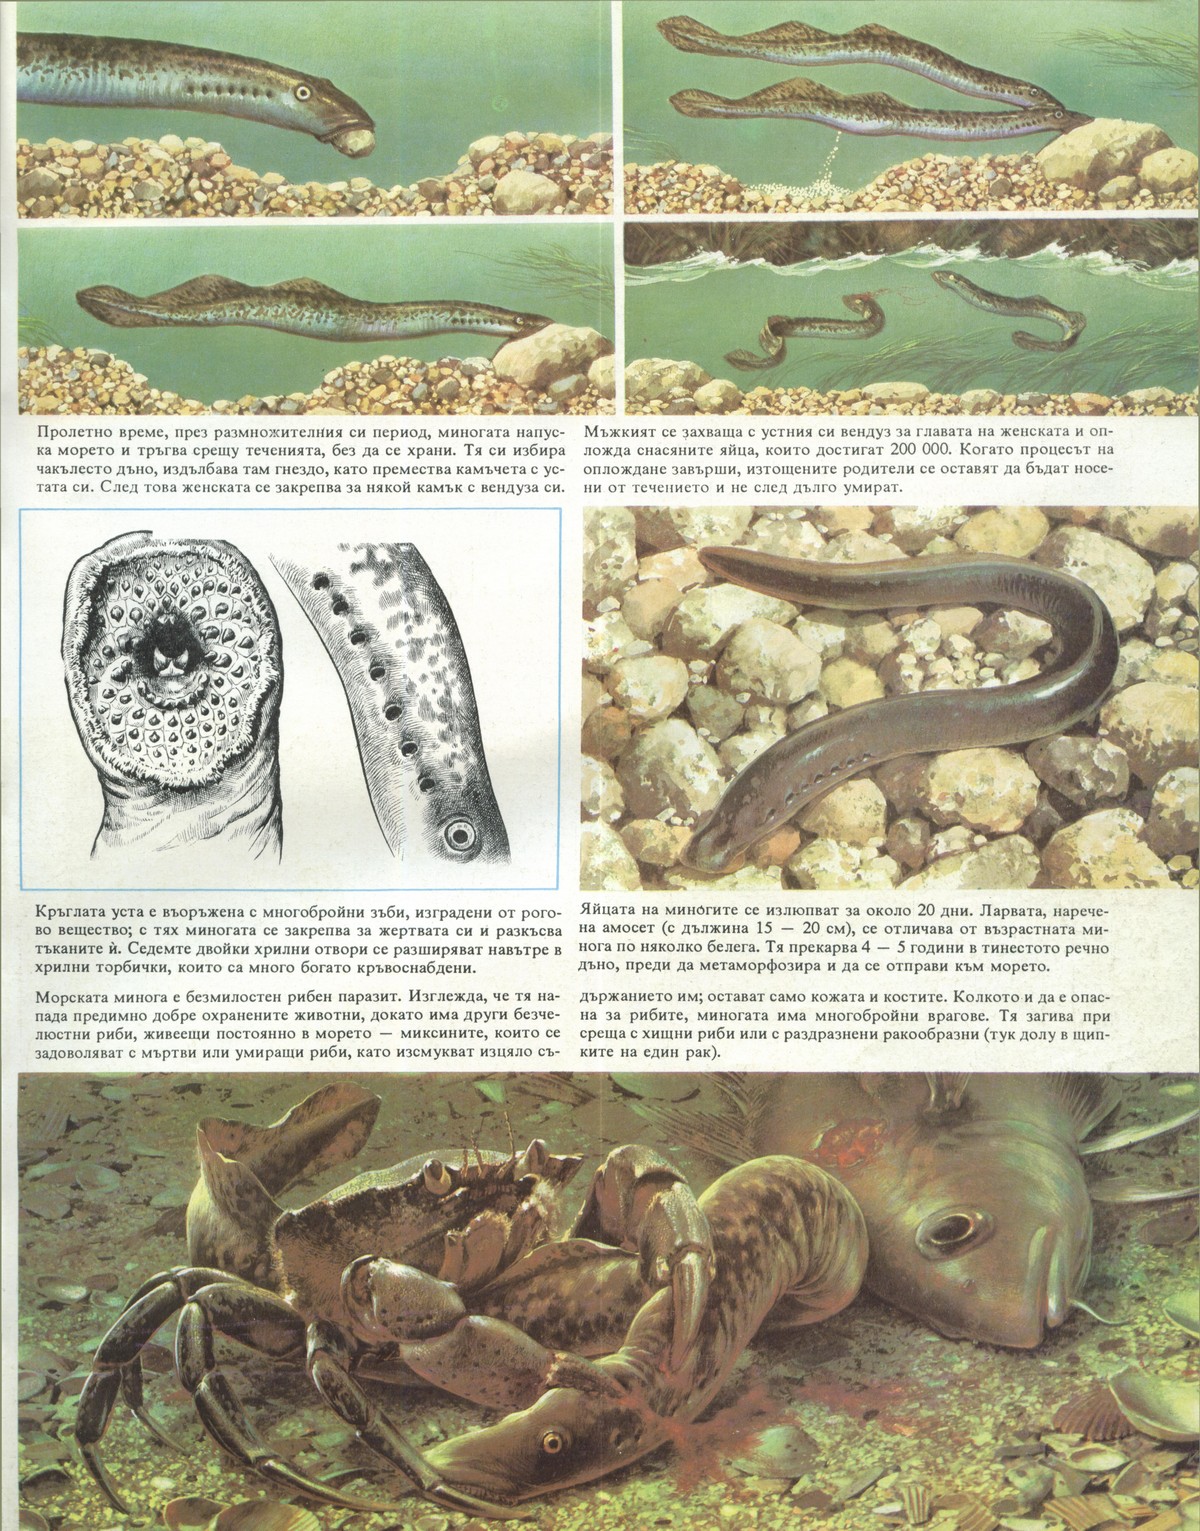 Пролетно време, през размножителния си период, миногата напус-
ка морето и тръгва срещу теченията, без да се храни. Тя си избира
чакълесто дъно, издълбава там гнездо, като премества камъчета с ус-
тата си. След това женската се закрепва за някой камък с вендуза си.
Мъжкият се захваща с устния си вендуз за главата на женската и оп-
ложда снасяните яйца, които достигат 200 000. Когато процесът на
оплождане завърши, изтощените родители се оставят да бъдат носе-
ни от течението и не след дълго умират.
Кръглата уста е въоръжена с многобройни зъби, изградени от рого-
во вещество; с тях миногата се закрепва за жертвата си и разкъсва
тъканите ѝ. Седемте двойки хрилни отвори се разширяват навътре в
хрилни торбички, които са много богато кръвоснабдени.
Яйцата на миногите се излюпват за около 20 дни. Ларвата, нарече-
на амосет (с дължина 15 — 20 см), се отличава от възрастната ми-
нога по няколко белега. Тя прекарва 4 — 5 години в тинестото речно
дъно, преди да метаморфозира и да се отправи към морето.
Морската минога е безмилостен рибен паразит. Изглежда, че тя на-
пада предимно добре охранените животни, докато има други безче-
люстни риби, живеещи постоянно в морето — миксините, които се
задоволяват с мъртви или умиращи риби, като изсмукват изцяло съ-
държанието им; остават само кожата и костите. Колкото и да е опас-
на за рибите, миногата има многобройни врагове. Тя загива при
среща с хищни риби или с раздразнени ракообразни (тук долу в щип-
ките на един рак).